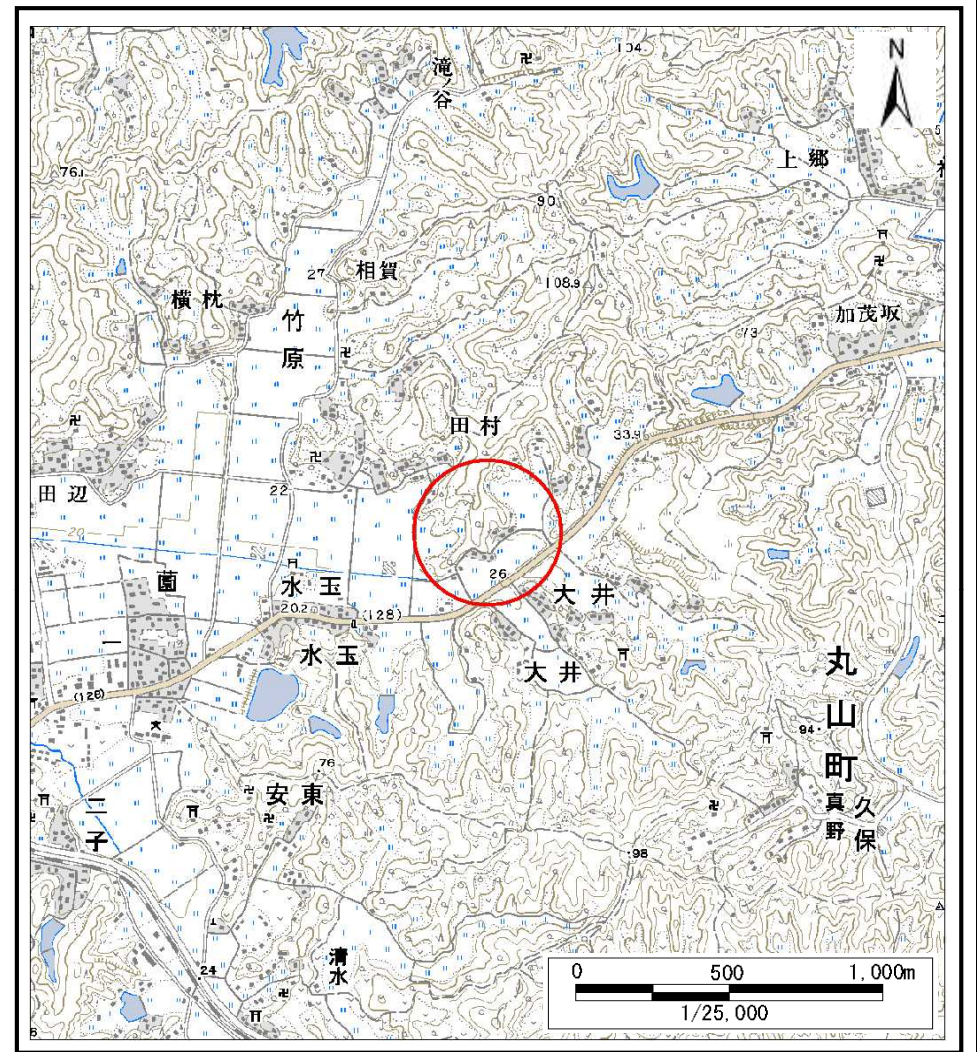 N
104
滝ノ谷
上郷
76.1
90
27
相賀
横枕
竹原
108.9
加茂坂
73
田村
33.9
田辺
22
20
薗
水玉
20.2
(128)
26
大井
水玉
大井
丸山町
(128)
94
真野
久保
76
安東
二子
98
清水
24
0 500 1,000m
1/25,000